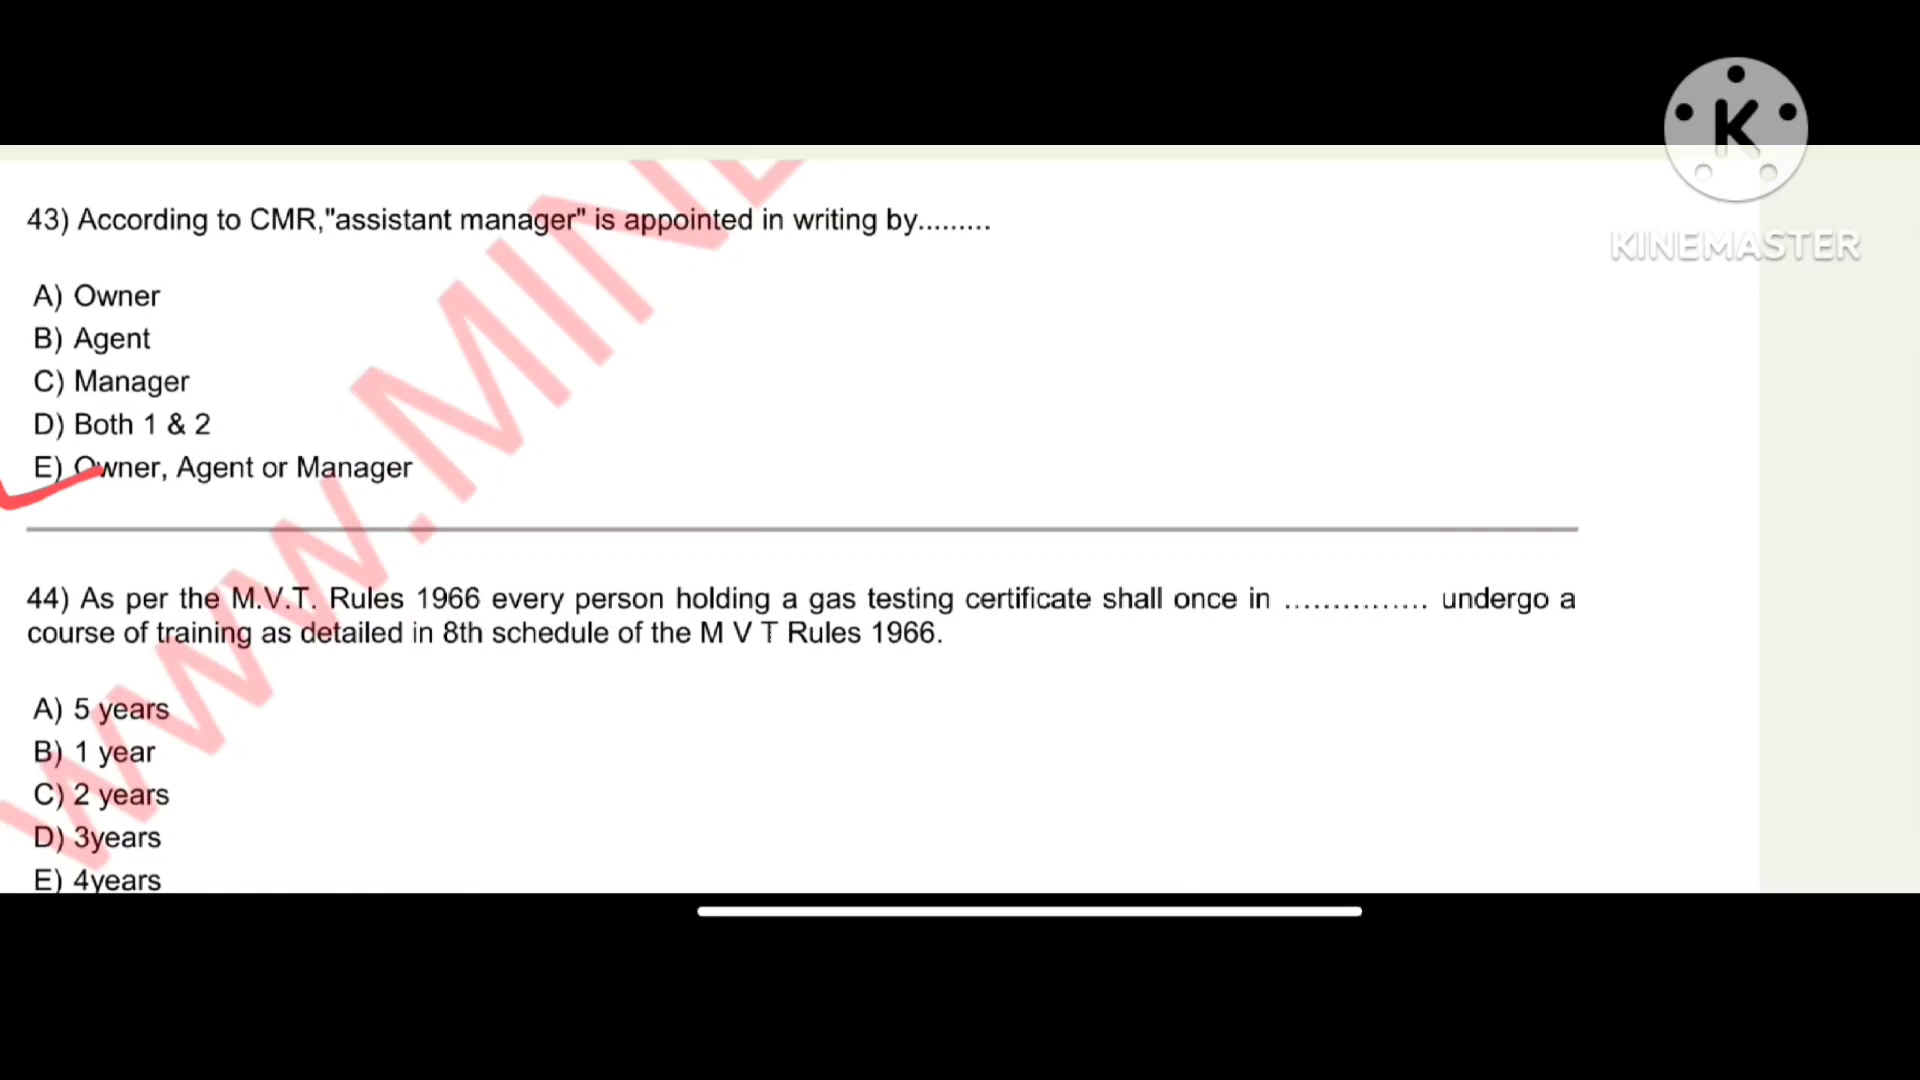 K
KINEMASTER
43) According to CMR,"assistant manager" is appointed in writing by.........
A) Owner
B) Agent
C) Manager
D) Both 1 & 2
E) Owner, Agent or Manager
44) As per the M.V.T. Rules 1966 every person holding a gas testing certificate shall once in ............... undergo a
course of training as detailed in 8th schedule of the M V T Rules 1966.
A) 5 years
B) 1 year
C) 2 years
D) 3years
E) 4years
www.MINE